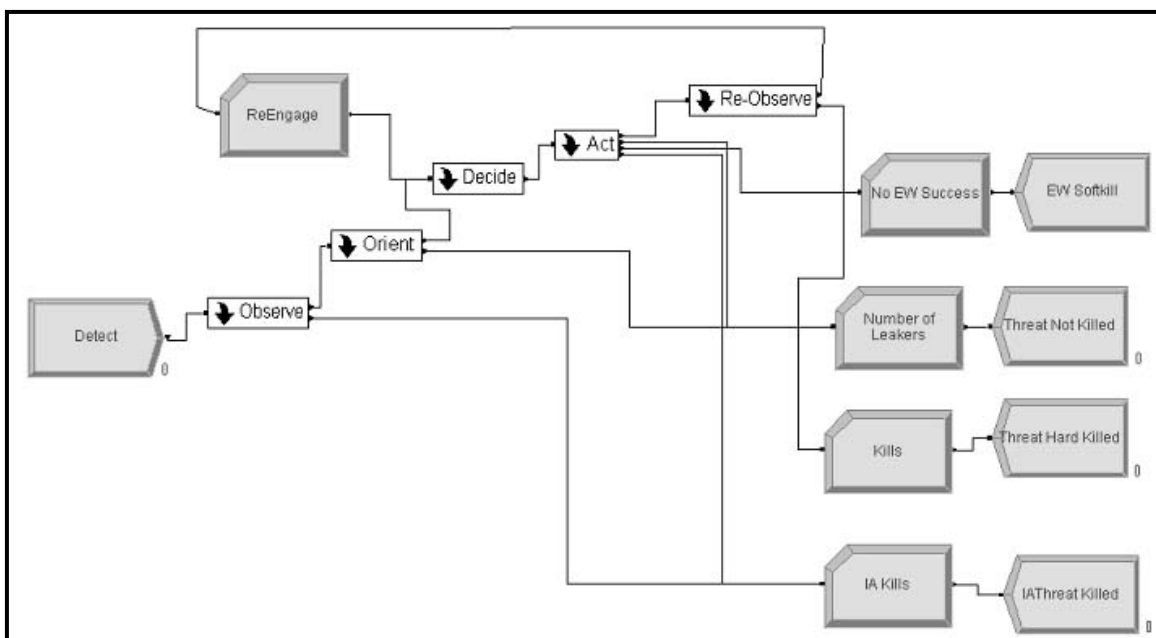 Re-Observe
ReEngage
Act
Decide
No EW Success
EW Softkill
Orient
Observe
Detect
0
Number of
Leakers
Threat Not Killed
0
Kills
Threat Hard Killed
0
IA Kills
IAThreat Killed
0